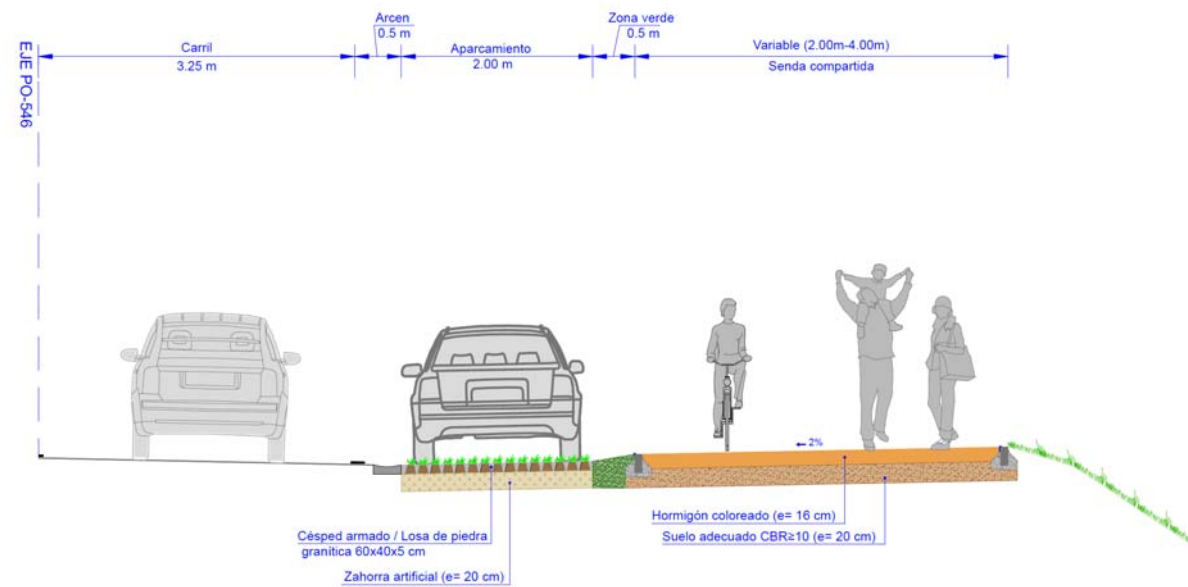 Arcen
0.5 m
Zona verde
0.5 m
Carril
3.25 m
Aparcamiento
2.00 m
Variable (2.00m-4.00m)
Senda compartida
EJE PO-546
2%
Hormigón coloreado (e= 16 cm)
Suelo adecuado CBR≥10 (e= 20 cm)
Césped armado / Losa de piedra
granítica 60x40x5 cm
Zahorra artificial (e= 20 cm)